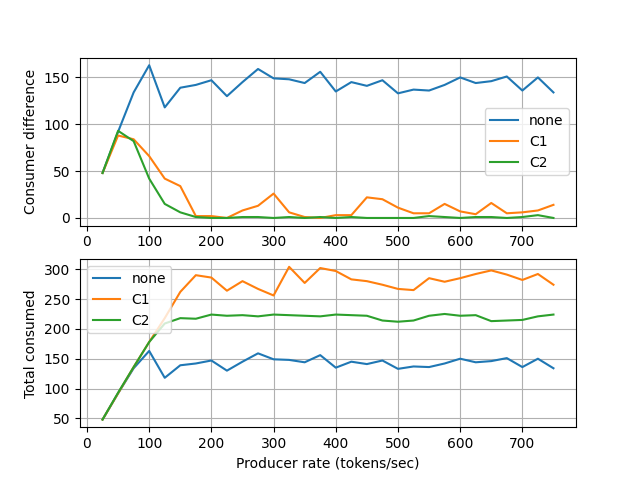 Consumer difference
150
100
50
0
none
C1
C2
0 100 200 300 400 500 600 700
Total consumed
300
250
200
150
100
50
none
C1
C2
0 100 200 300 400 500 600 700
Producer rate (tokens/sec)